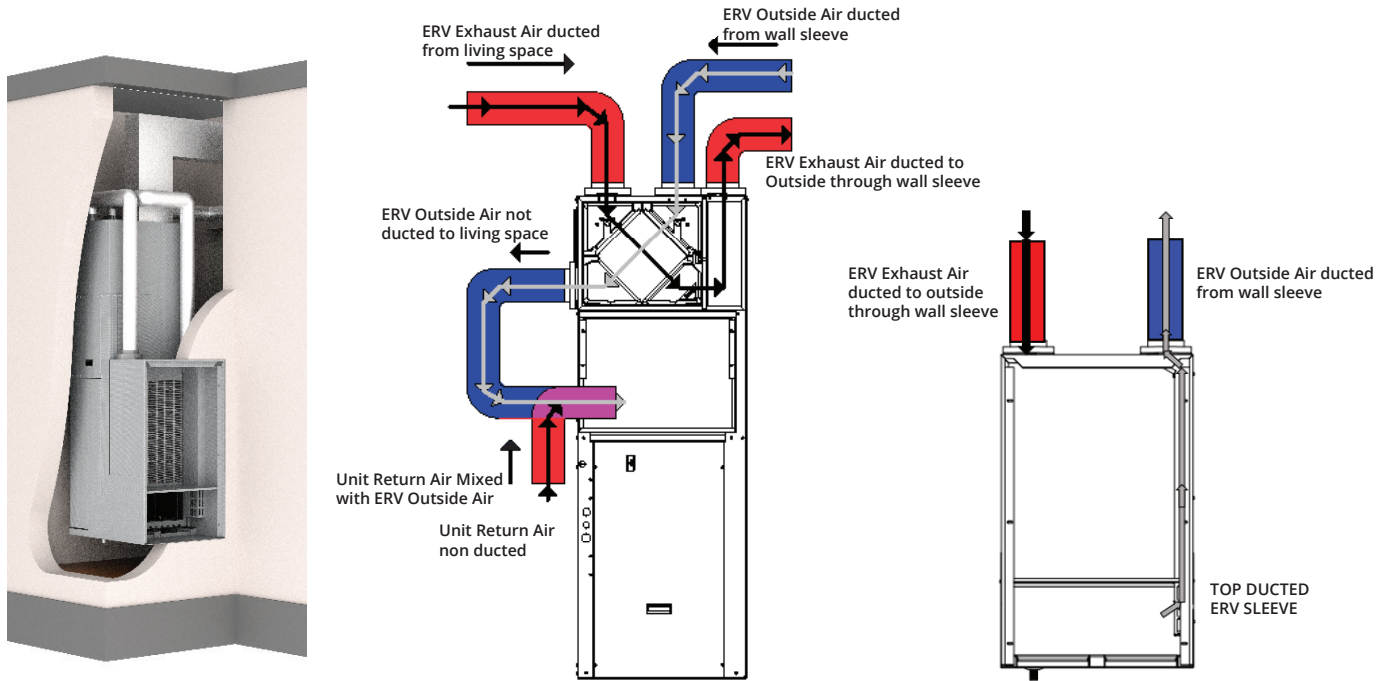 ERV Exhaust Air ducted
from living space
ERV Outside Air ducted
from wall sleeve
ERV Exhaust Air ducted to
Outside through wall sleeve
ERV Outside Air not
ducted to living space
Unit Return Air Mixed
with ERV Outside Air
Unit Return Air
non ducted
ERV Exhaust Air
ducted to outside
through wall sleeve
ERV Outside Air ducted
from wall sleeve
TOP DUCTED
ERV SLEEVE